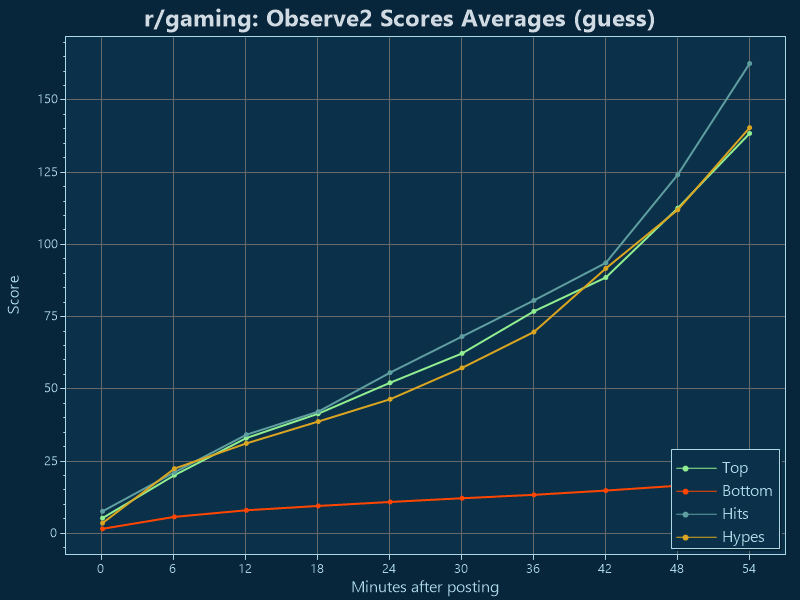 r/gaming: Observe2 Scores Averages (guess)
150
125
100
75
50
25
0
Score
Top
Bottom
Hits
Hypes
0 6 12 18 24 30 36 42 48 54
Minutes after posting